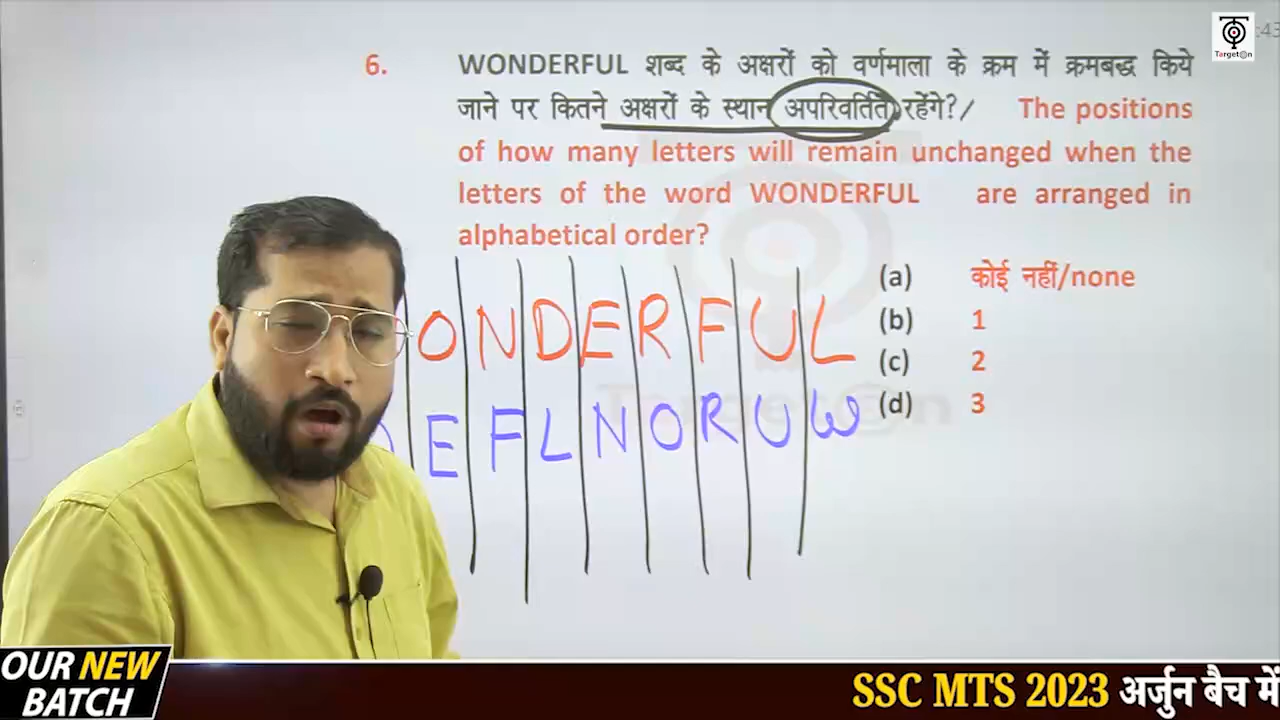 :43
Target@n
6. WONDERFUL शब्द के अक्षरों को वर्णमाला के क्रम में क्रमबद्ध किये
जाने पर कितने अक्षरों के स्थान अपरिवर्तित रहेंगे?/ The positions
of how many letters will remain unchanged when the
letters of the word WONDERFUL are arranged in
alphabetical order?
(a) कोई नहीं/none
(b) 1
(c) 2
(d) 3
O N D E R F U L
E F L N O R U W
OUR NEW
BATCH
SSC MTS 2023 अर्जुन बैच में